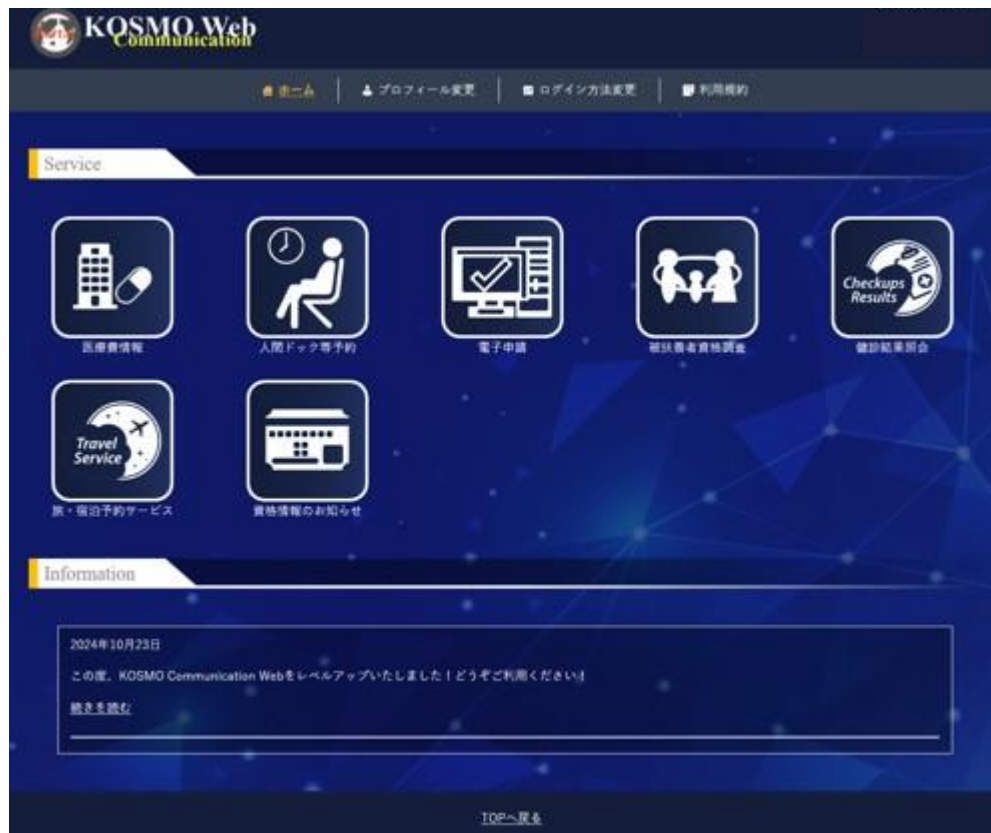 KOSMO Web
Communication
ホーム
プロフィール変更
ログイン方法変更
利用規約
Service
医療費情報
人間ドック等予約
電子申請
被扶養者資格調査
Checkups
Results
健診結果照会
Travel
Service
旅・宿泊予約サービス
資格情報のお知らせ
Information
2024年10月23日
この度、KOSMO Communication Webをレベルアップいたしました！どうぞご利用ください！
続きを読む
TOPへ戻る